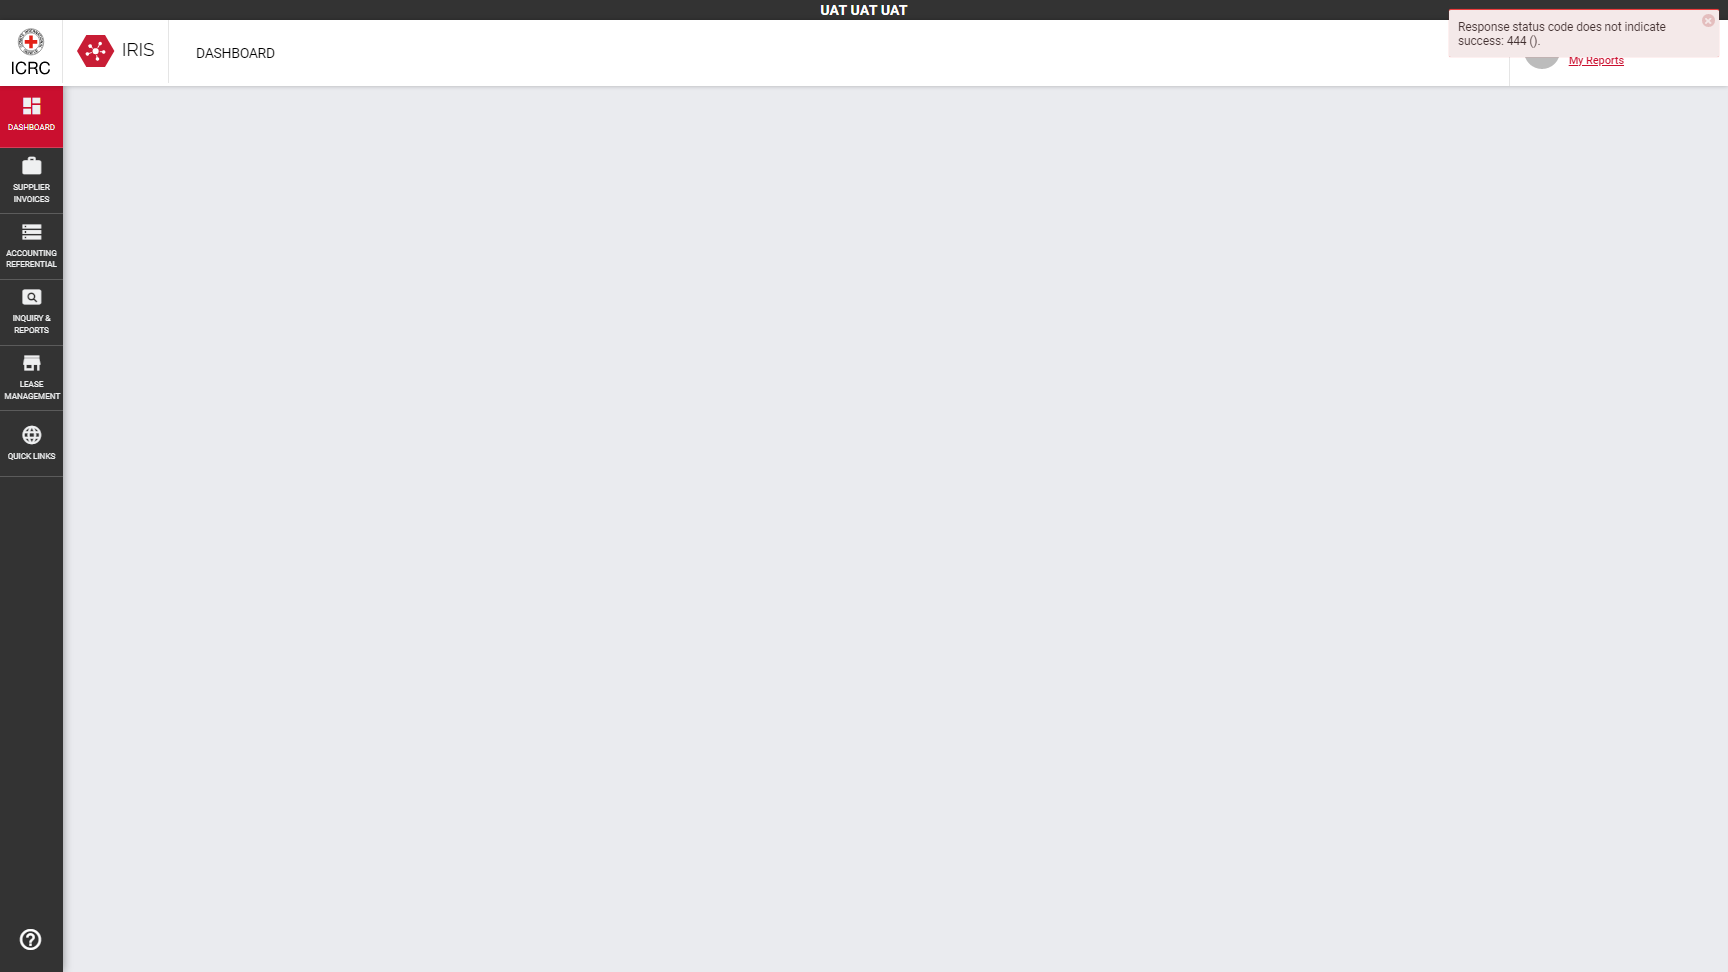 UAT UAT UAT
ICRC
IRIS
DASHBOARD
Response status code does not indicate
success: 444 ().
My Reports
DASHBOARD
SUPPLIER
INVOICES
ACCOUNTING
REFERENTIAL
INQUIRY &
REPORTS
LEASE
MANAGEMENT
QUICK LINKS